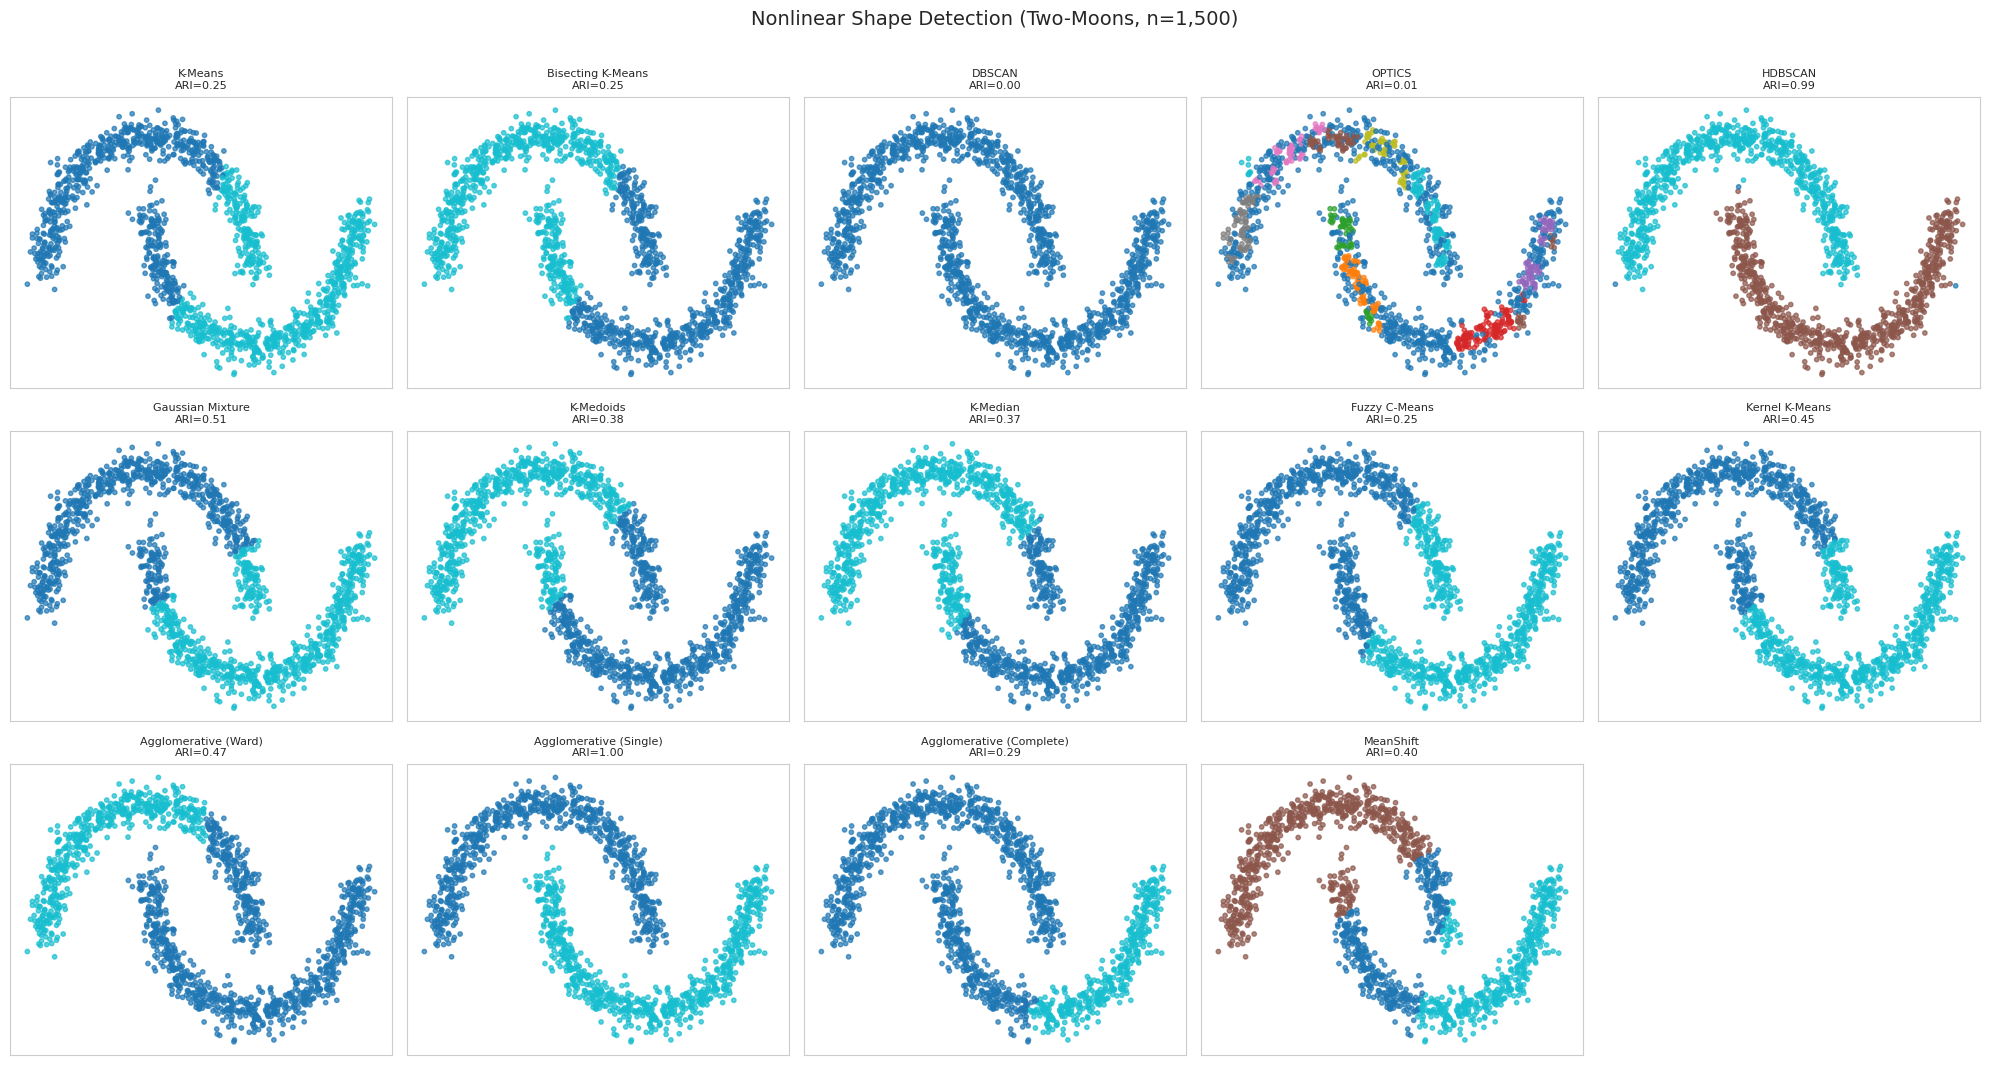 Nonlinear Shape Detection (Two-Moons, n=1,500)
K-Means
ARI=0.25
Bisecting K-Means
ARI=0.25
DBSCAN
ARI=0.00
OPTICS
ARI=0.01
HDBSCAN
ARI=0.99
Gaussian Mixture
ARI=0.51
K-Medoids
ARI=0.38
K-Median
ARI=0.37
Fuzzy C-Means
ARI=0.25
Kernel K-Means
ARI=0.45
Agglomerative (Ward)
ARI=0.47
Agglomerative (Single)
ARI=1.00
Agglomerative (Complete)
ARI=0.29
MeanShift
ARI=0.40